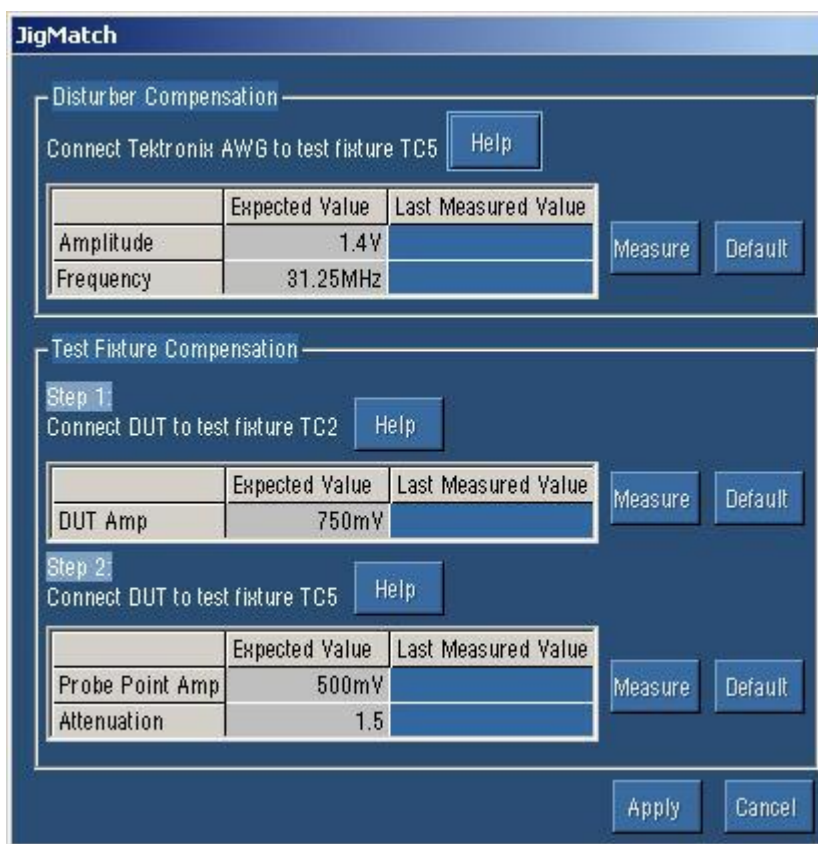 JigMatch
Disturber Compensation
Connect Tektronix AWG to test fixture TC5 Help
Expected Value Last Measured Value
Amplitude 1.4V
Measure Default
Frequency 31.25MHz
Test Fixture Compensation
Step 1:
Connect DUT to test fixture TC2 Help
Expected Value Last Measured Value
Measure Default
DUT Amp 750mV
Step 2:
Connect DUT to test fixture TC5 Help
Expected Value Last Measured Value
Probe Point Amp 500mV
Measure Default
Attenuation 1.5
Apply Cancel